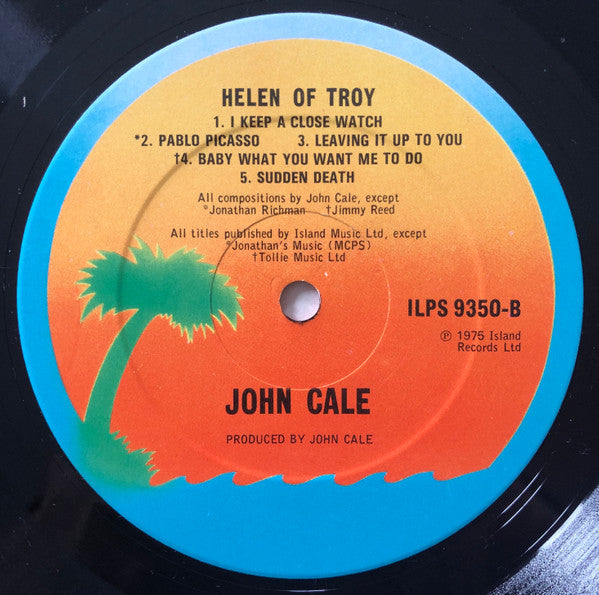 HELEN OF TROY
1. I KEEP A CLOSE WATCH
*2. PABLO PICASSO 3. LEAVING IT UP TO YOU
†4. BABY WHAT YOU WANT ME TO DO
5. SUDDEN DEATH
All compositions by John Cale, except
*Jonathan Richman †Jimmy Reed
All titles published by Island Music Ltd, except
*Jonathan's Music (MCPS)
†Tollie Music Ltd
ILPS 9350-B
℗ 1975 Island
Records Ltd
JOHN CALE
PRODUCED BY JOHN CALE